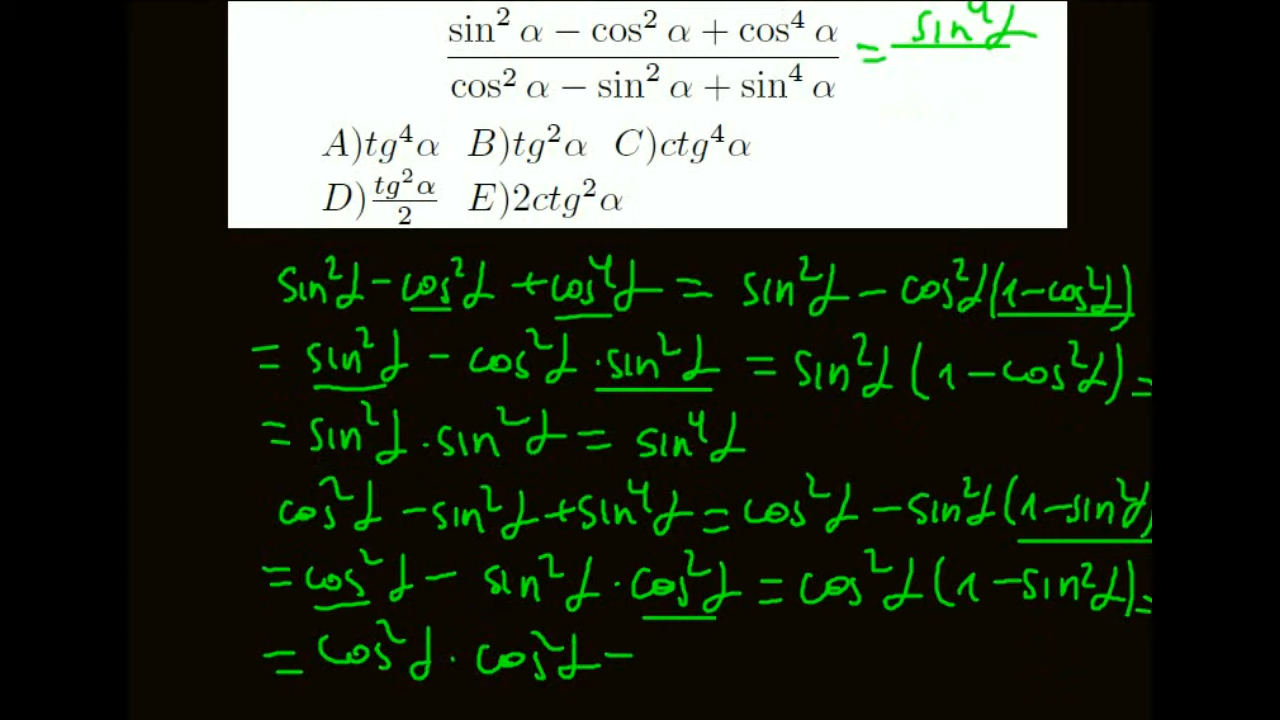 sin² α − cos² α + cos⁴ α
cos² α − sin² α + sin⁴ α
= sin⁴α
A)tg⁴α B)tg²α C)ctg⁴α
D)tg²α/2 E)2ctg²α
sin²α − cos²α + cos⁴α = sin²α − cos²α(1−cos²α)
= sin²α − cos²α · sin²α = sin²α (1 − cos²α) =
= sin²α · sin²α = sin⁴α
cos²α − sin²α + sin⁴α = cos²α − sin²α(1−sin²α)
= cos²α − sin²α · cos²α = cos²α(1 − sin²α) =
= cos²α · cos²α −